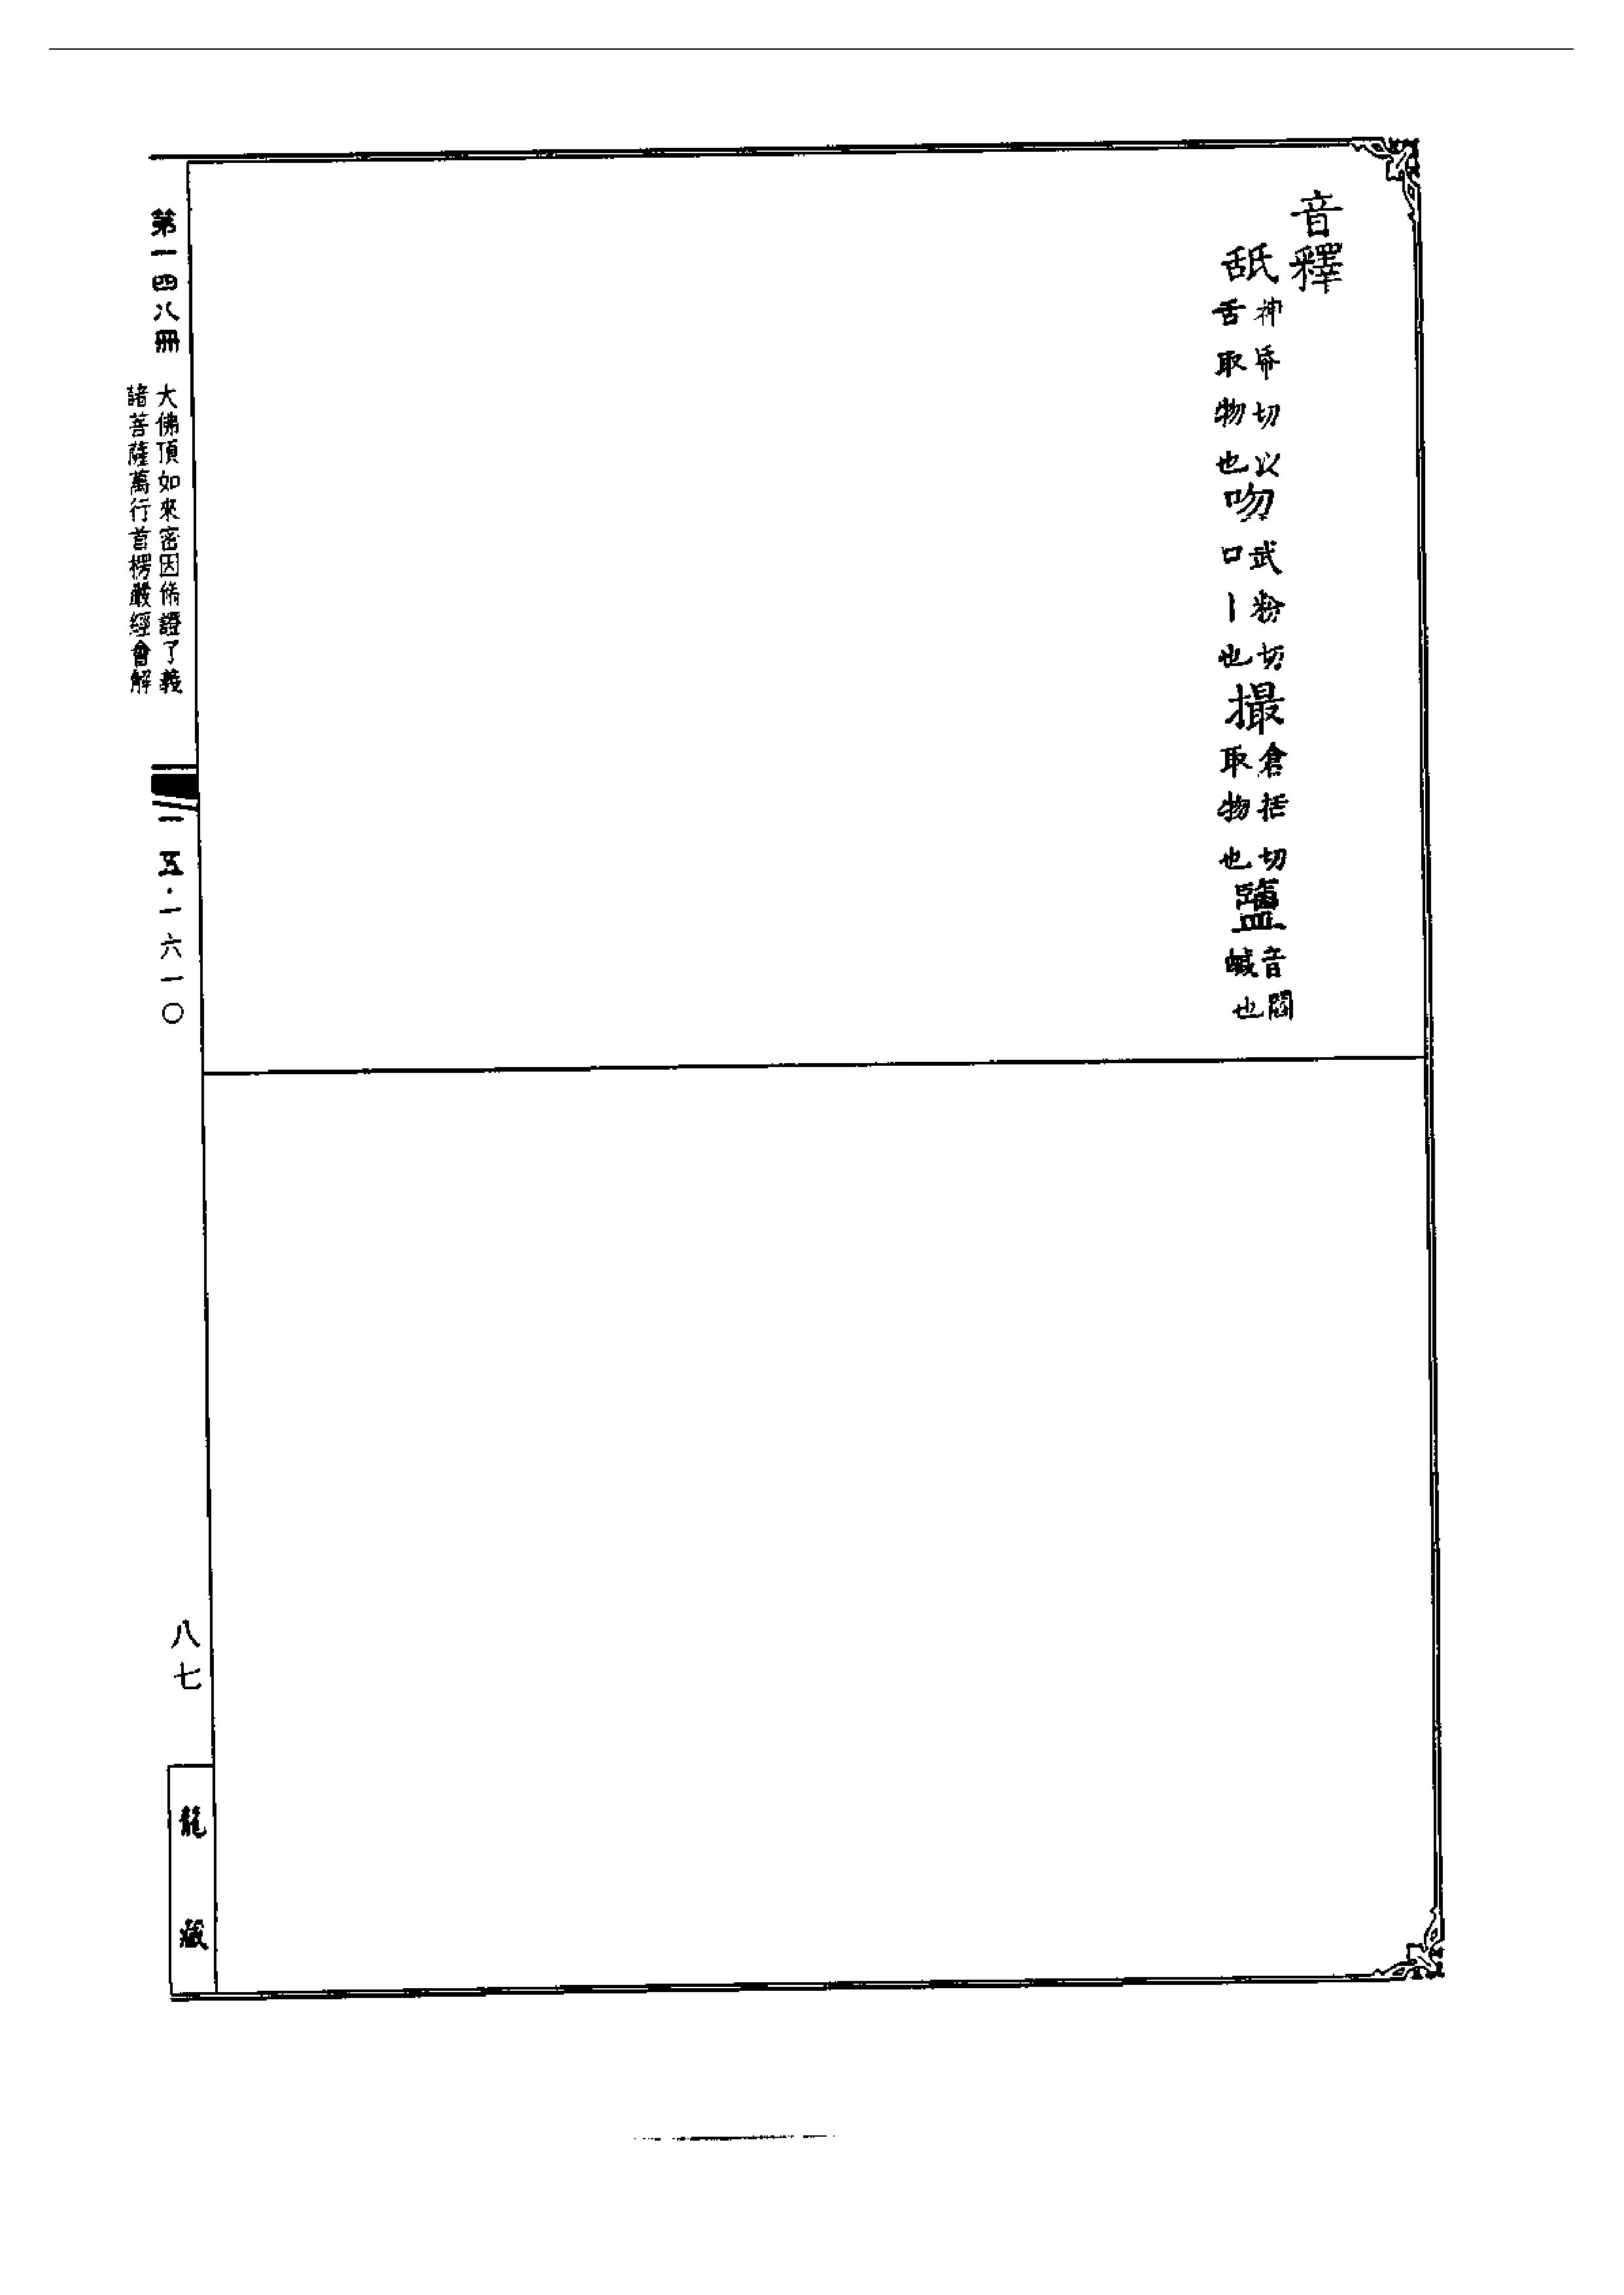 音釋
舐神帋切以舌取物也吻武粉切口丨也撮倉括切取物也鹽音閻鹹也
第一四八冊
大佛頂如來密因脩證了義
諸菩薩萬行首楞嚴經會解
一五·一六一〇
八七
龍藏